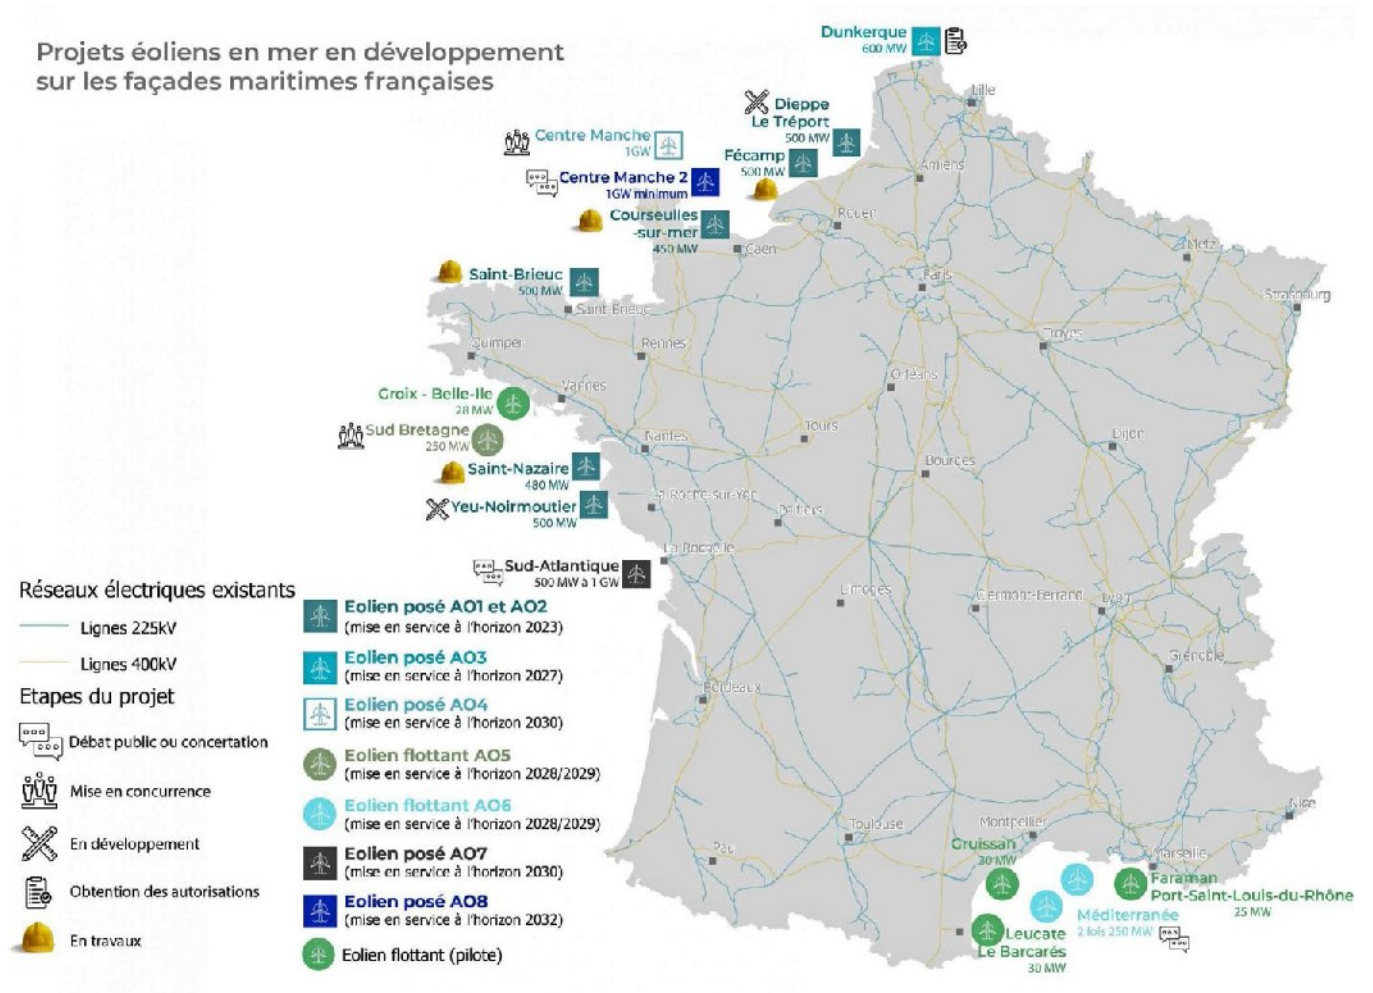 Projets éoliens en mer en développement
sur les façades maritimes françaises
Dunkerque
600 MW
Lille
Dieppe
Le Tréport
500 MW
Centre Manche
1GW
Fécamp
500 MW
Amiens
Centre Manche 2
1GW minimum
Courseulles
-sur-mer
450 MW
Rouen
Caen
Metz
Saint-Brieuc
500 MW
Paris
Strasbourg
Saint-Brieuc
Troyes
Quimper
Rennes
Orléans
Vannes
Groix - Belle-Ile
28 MW
Sud Bretagne
250 MW
Tours
Nantes
Dijon
Bourges
Saint-Nazaire
480 MW
La Roche-sur-Yon
Yeu-Noirmoutier
500 MW
Poitiers
La Rochelle
Sud-Atlantique
500 MW à 1 GW
Limoges
Clermont-Ferrand
Lyon
Grenoble
Bordeaux
Réseaux électriques existants
Lignes 225kV
Lignes 400kV
Etapes du projet
Débat public ou concertation
Mise en concurrence
En développement
Obtention des autorisations
En travaux
Eolien posé AO1 et AO2
(mise en service à l'horizon 2023)
Eolien posé AO3
(mise en service à l'horizon 2027)
Eolien posé AO4
(mise en service à l'horizon 2030)
Eolien flottant AO5
(mise en service à l'horizon 2028/2029)
Eolien flottant AO6
(mise en service à l'horizon 2028/2029)
Eolien posé AO7
(mise en service à l'horizon 2030)
Eolien posé AO8
(mise en service à l'horizon 2032)
Eolien flottant (pilote)
Nice
Toulouse
Montpellier
Pau
Gruissan
30 MW
Marseille
Faraman
Port-Saint-Louis-du-Rhône
25 MW
Méditerranée
2 fois 250 MW
Leucate
Le Barcarés
30 MW